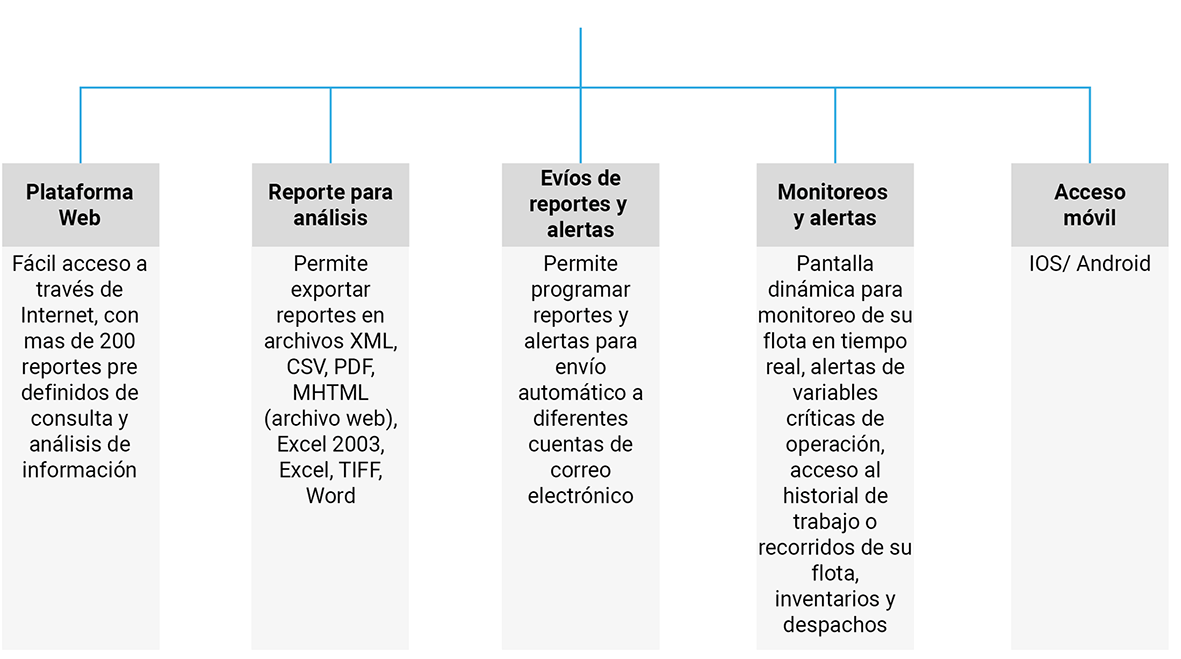 Plataforma
Web
Fácil acceso a
través de
Internet, con
mas de 200
reportes pre
definidos de
consulta y
análisis de
información
Reporte para
análisis
Permite
exportar
reportes en
archivos XML,
CSV, PDF,
MHTML
(archivo web),
Excel 2003,
Excel, TIFF,
Word
Evíos de
reportes y
alertas
Permite
programar
reportes y
alertas para
envío
automático a
diferentes
cuentas de
correo
electrónico
Monitoreos
y alertas
Pantalla
dinámica para
monitoreo de su
flota en tiempo
real, alertas de
variables
críticas de
operación,
acceso al
historial de
trabajo o
recorridos de su
flota,
inventarios y
despachos
Acceso
móvil
IOS/ Android